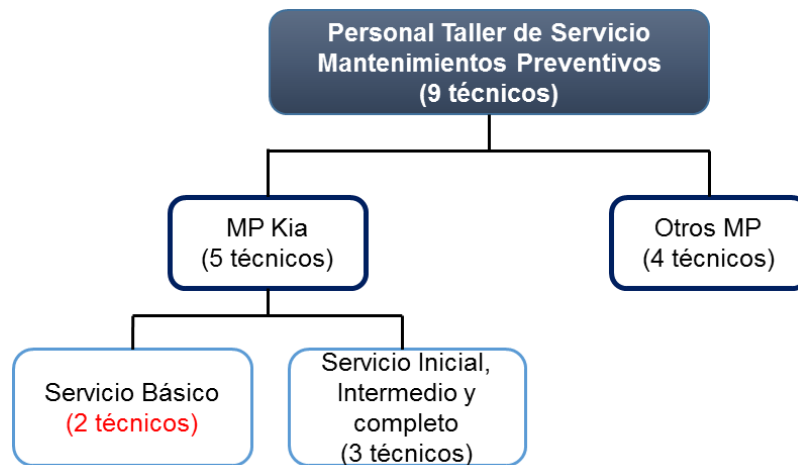 Personal Taller de Servicio
Mantenimientos Preventivos
(9 técnicos)
MP Kia
(5 técnicos)
Otros MP
(4 técnicos)
Servicio Básico
(2 técnicos)
Servicio Inicial,
Intermedio y
completo
(3 técnicos)